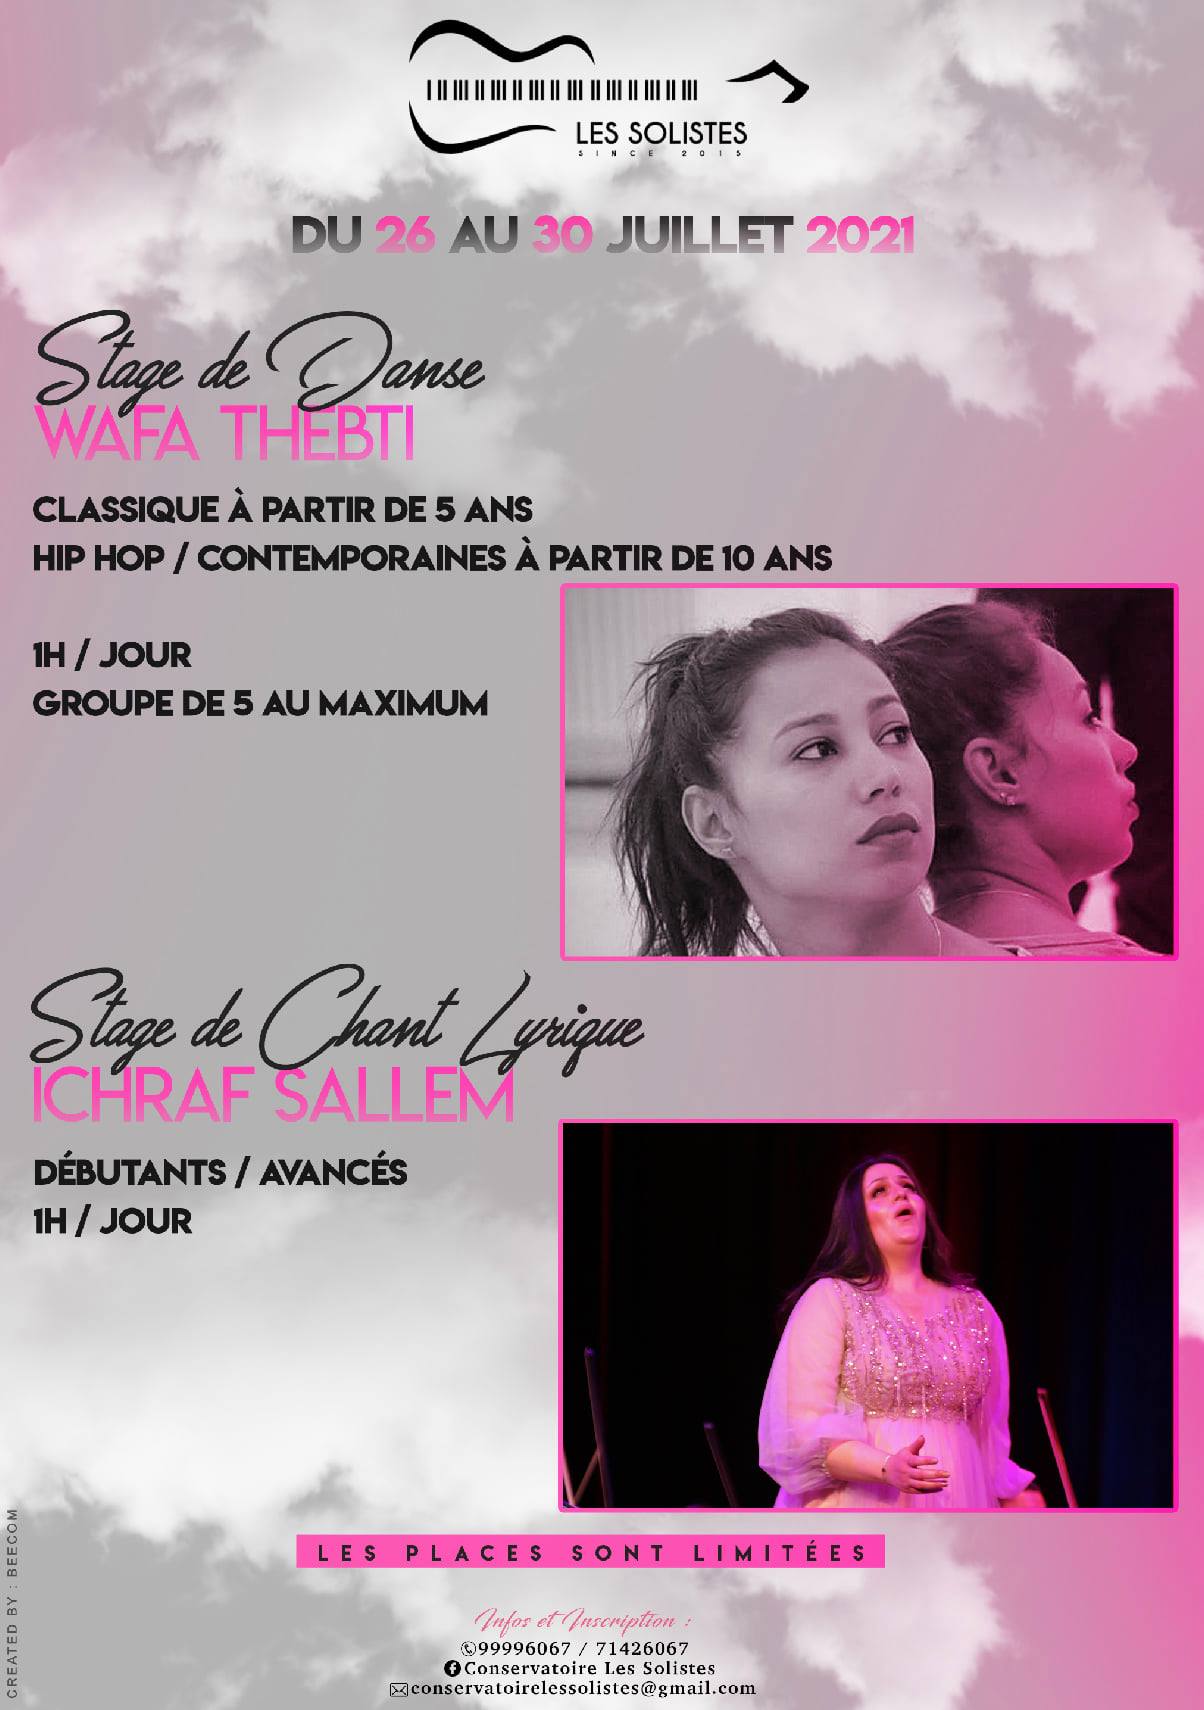 LES SOLISTES
SINCE 2015
DU 26 AU 30 JUILLET 2021
Stage de Danse
WAFA THEBTI
CLASSIQUE À PARTIR DE 5 ANS
HIP HOP / CONTEMPORAINES À PARTIR DE 10 ANS
1H / JOUR
GROUPE DE 5 AU MAXIMUM
Stage de Chant Lyrique
ICHRAF SALLEM
DÉBUTANTS / AVANCÉS
1H / JOUR
LES PLACES SONT LIMITÉES
Infos et Inscription :
99996067 / 71426067
Conservatoire Les Solistes
conservatoirelessolistes@gmail.com
CREATED BY : BEECOM